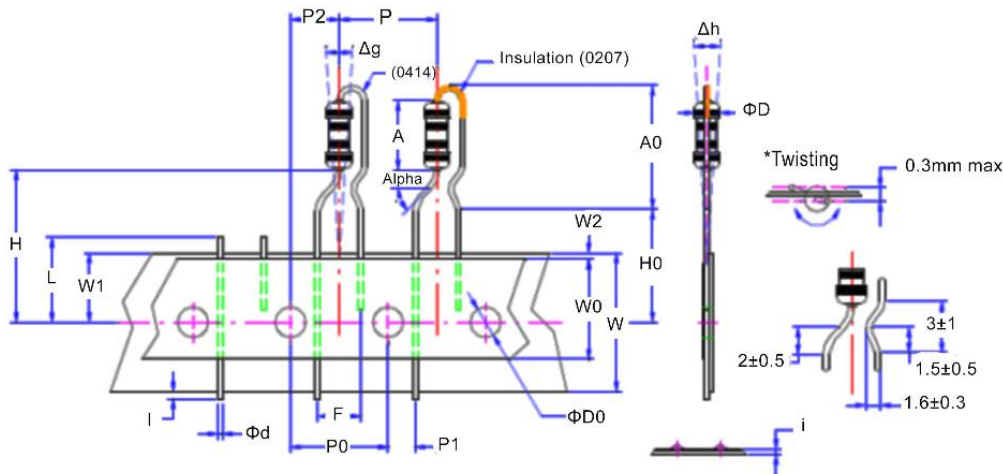 P2
P
Δg
(0414)
Insulation (0207)
Δh
ΦD
A
A0
Alpha
*Twisting
0.3mm max
H
L
W1
W2
W0
W
H0
3±1
2±0.5
1.5±0.5
1.6±0.3
I
Φd
F
P0
P1
ΦD0
i